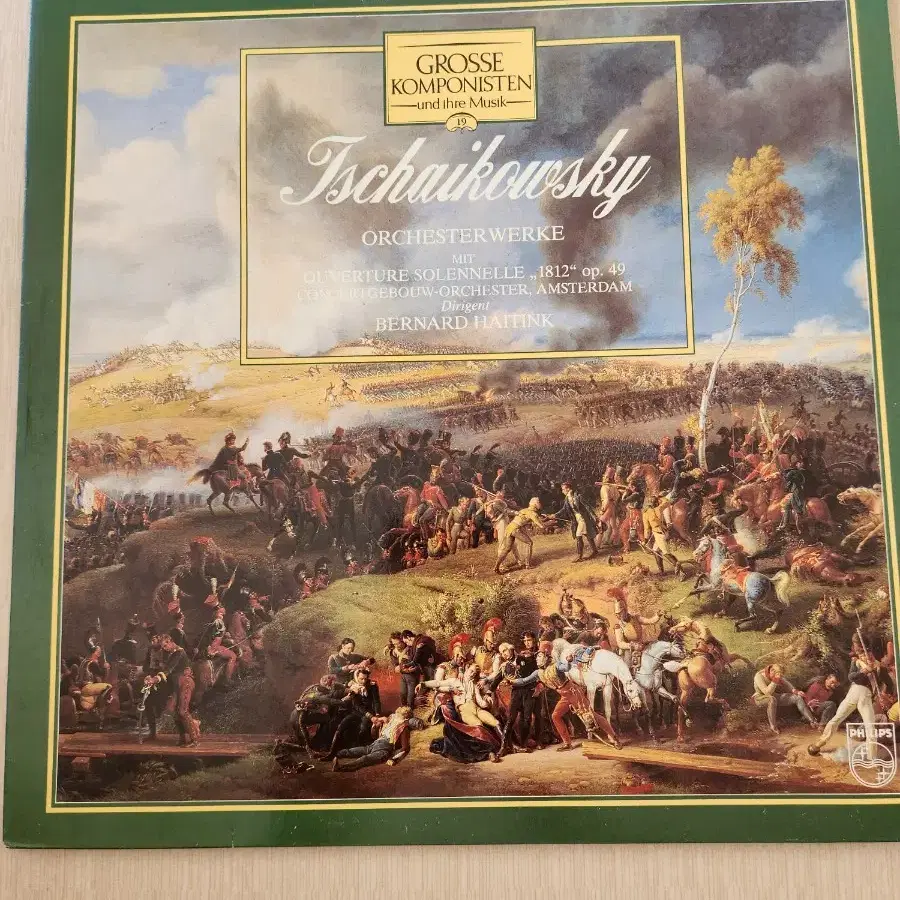 GROSSE
KOMPONISTEN
und ihre Musik
19
Tschaikowsky
ORCHESTERWERKE
MIT
OUVERTURE SOLENNELLE „1812“ op. 49
CONCERTGEBOUW-ORCHESTER, AMSTERDAM
Dirigent
BERNARD HAITINK
PHILIPS